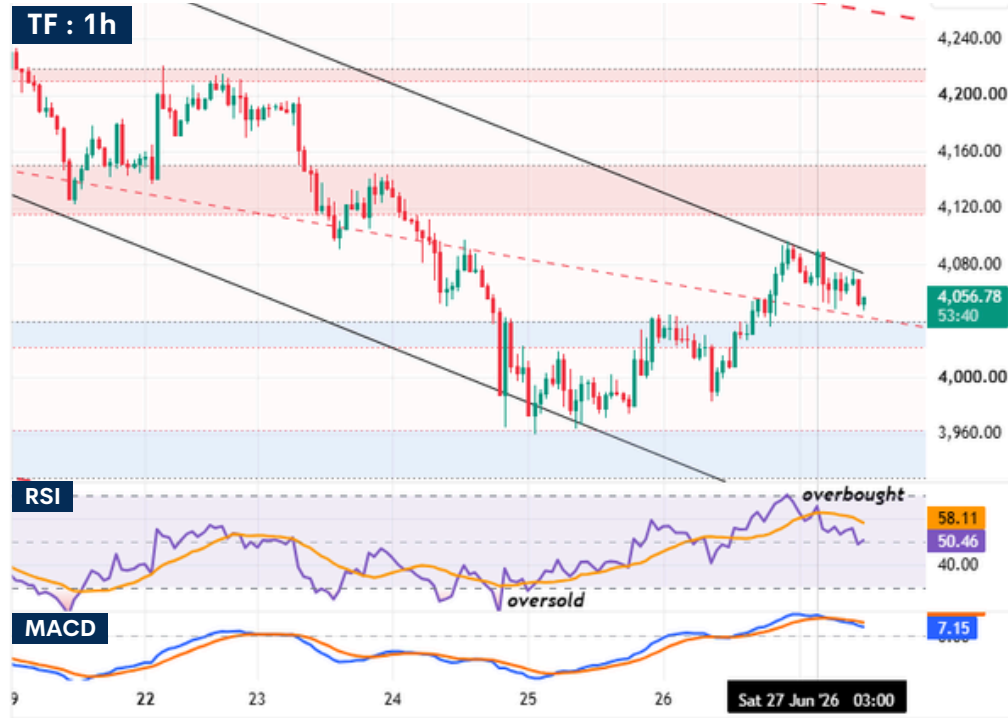 TF : 1h
4,240.00
4,200.00
4,160.00
4,120.00
4,080.00
4,056.78
53:40
4,000.00
3,960.00
RSI
overbought
58.11
50.46
40.00
oversold
MACD
7.15
9 22 23 24 25 26 Sat 27 Jun '26 03:00